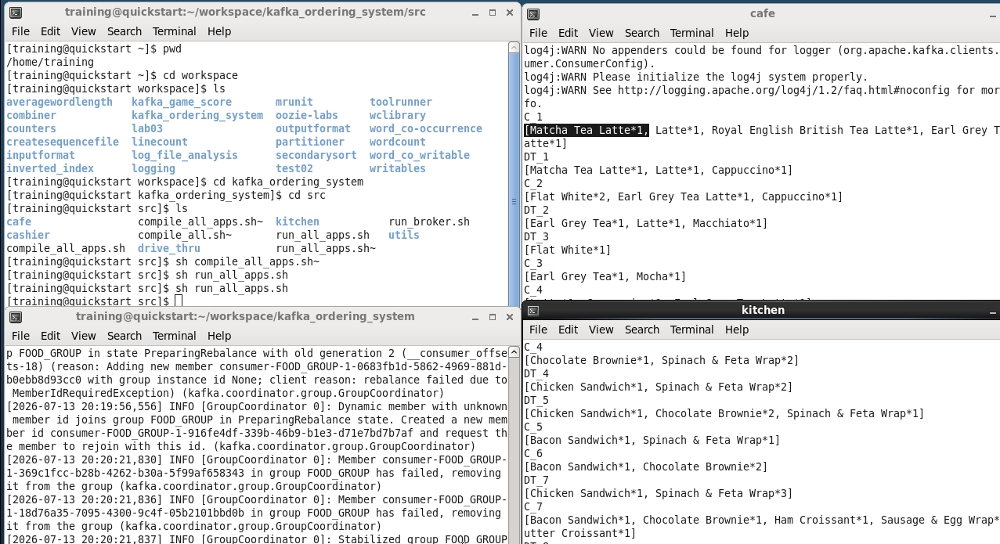 training@quickstart:~/workspace/kafka_ordering_system/src
File Edit View Search Terminal Help
[training@quickstart ~]$ pwd
/home/training
[training@quickstart ~]$ cd workspace
[training@quickstart workspace]$ ls
averagewordlength kafka_game_score mrunit toolrunner
combiner kafka_ordering_system oozie-labs wclibrary
counters lab03 outputformat word_co-occurrence
createsequencefile linecount partitioner wordcount
inputformat log_file_analysis secondarysort word_co_writable
inverted_index logging test02 writables
[training@quickstart workspace]$ cd kafka_ordering_system
[training@quickstart kafka_ordering_system]$ cd src
[training@quickstart src]$ ls
cafe compile_all_apps.sh~ kitchen run_broker.sh
cashier compile_all.sh~ run_all_apps.sh utils
compile_all_apps.sh drive_thru run_all_apps.sh~
[training@quickstart src]$ sh compile_all_apps.sh~
[training@quickstart src]$ sh run_all_apps.sh
[training@quickstart src]$ sh run_all_apps.sh
[training@quickstart src]$
cafe
File Edit View Search Terminal Help
log4j:WARN No appenders could be found for logger (org.apache.kafka.clients.
umer.ConsumerConfig).
log4j:WARN Please initialize the log4j system properly.
log4j:WARN See http://logging.apache.org/log4j/1.2/faq.html#noconfig for mor
fo.
C_1
[Matcha Tea Latte*1, Latte*1, Royal English British Tea Latte*1, Earl Grey T
atte*1]
DT_1
[Matcha Tea Latte*1, Latte*1, Cappuccino*1]
C_2
[Flat White*2, Earl Grey Tea Latte*1, Cappuccino*1]
DT_2
[Earl Grey Tea*1, Latte*1, Macchiato*1]
DT_3
[Flat White*1]
C_3
[Earl Grey Tea*1, Mocha*1]
C_4
training@quickstart:~/workspace/kafka_ordering_system
File Edit View Search Terminal Help
p FOOD_GROUP in state PreparingRebalance with old generation 2 (__consumer_offse
ts-18) (reason: Adding new member consumer-FOOD_GROUP-1-0683fb1d-5862-4969-881d-
b0ebb8d93cc0 with group instance id None; client reason: rebalance failed due to
MemberIdRequiredException) (kafka.coordinator.group.GroupCoordinator)
[2026-07-13 20:19:56,556] INFO [GroupCoordinator 0]: Dynamic member with unknown
member id joins group FOOD_GROUP in PreparingRebalance state. Created a new mem
ber id consumer-FOOD_GROUP-1-916fe4df-339b-46b9-b1e3-d71e7bd7b7af and request th
e member to rejoin with this id. (kafka.coordinator.group.GroupCoordinator)
[2026-07-13 20:20:21,830] INFO [GroupCoordinator 0]: Member consumer-FOOD_GROUP-
1-369c1fcc-b28b-4262-b30a-5f99af658343 in group FOOD_GROUP has failed, removing
it from the group (kafka.coordinator.group.GroupCoordinator)
[2026-07-13 20:20:21,836] INFO [GroupCoordinator 0]: Member consumer-FOOD_GROUP-
1-18d76a35-7095-4300-9c4f-05b2101bbd0b in group FOOD_GROUP has failed, removing
it from the group (kafka.coordinator.group.GroupCoordinator)
[2026-07-13 20:20:21,837] INFO [GroupCoordinator 0]: Stabilized group FOOD_GROUP
kitchen
File Edit View Search Terminal Help
C_4
[Chocolate Brownie*1, Spinach & Feta Wrap*2]
DT_4
[Chicken Sandwich*1, Spinach & Feta Wrap*2]
DT_5
[Chicken Sandwich*1, Chocolate Brownie*2, Spinach & Feta Wrap*1]
C_5
[Bacon Sandwich*1, Spinach & Feta Wrap*1]
C_6
[Bacon Sandwich*1, Chocolate Brownie*2]
DT_7
[Chicken Sandwich*1, Spinach & Feta Wrap*3]
C_7
[Bacon Sandwich*1, Chocolate Brownie*1, Ham Croissant*1, Sausage & Egg Wrap*
utter Croissant*1]